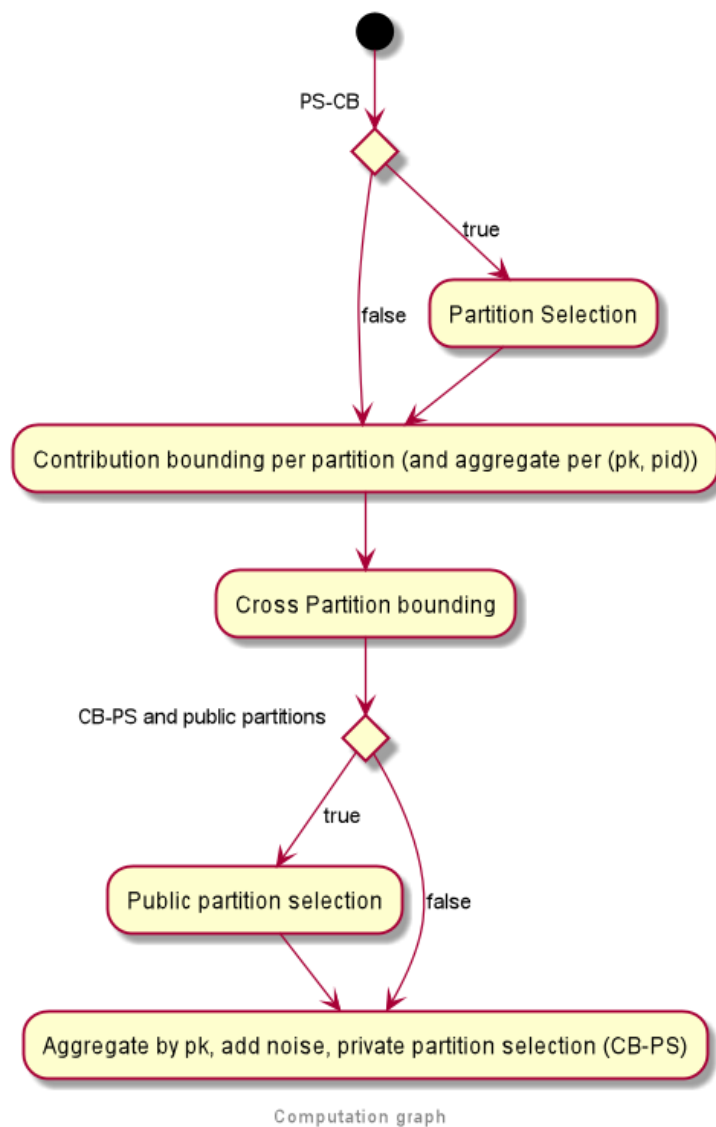 PS-CB
true
Partition Selection
false
Contribution bounding per partition (and aggregate per (pk, pid))
Cross Partition bounding
CB-PS and public partitions
true
Public partition selection
false
Aggregate by pk, add noise, private partition selection (CB-PS)
Computation graph